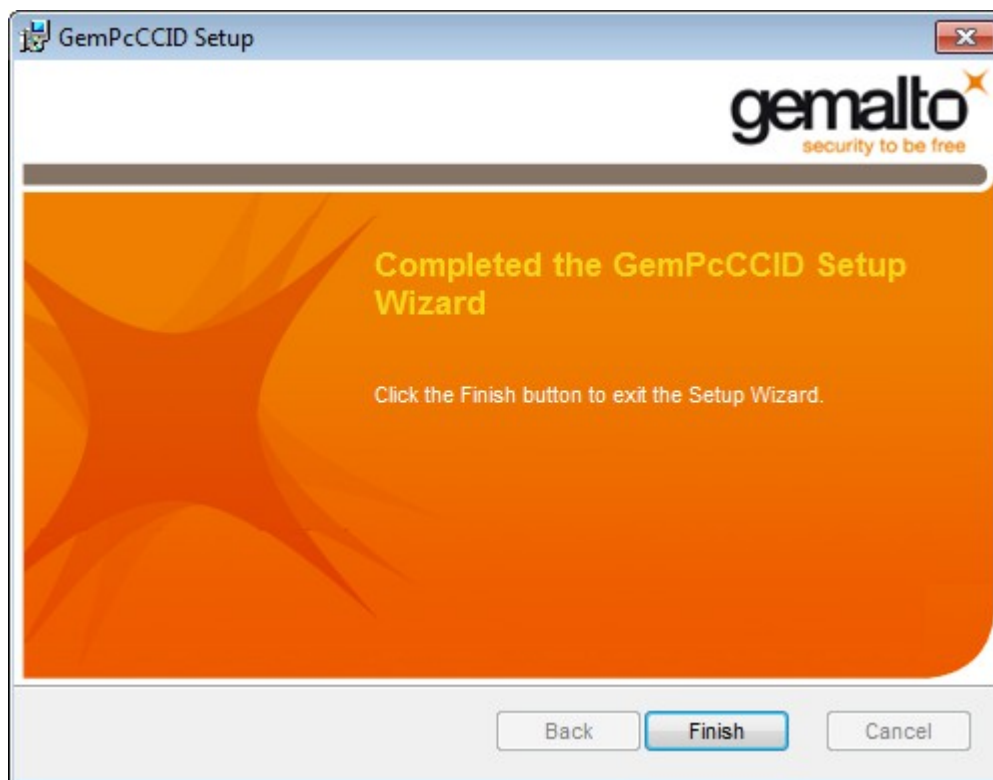 GemPcCCID Setup
gemalto
security to be free
Completed the GemPcCCID Setup
Wizard
Click the Finish button to exit the Setup Wizard.
Back
Finish
Cancel